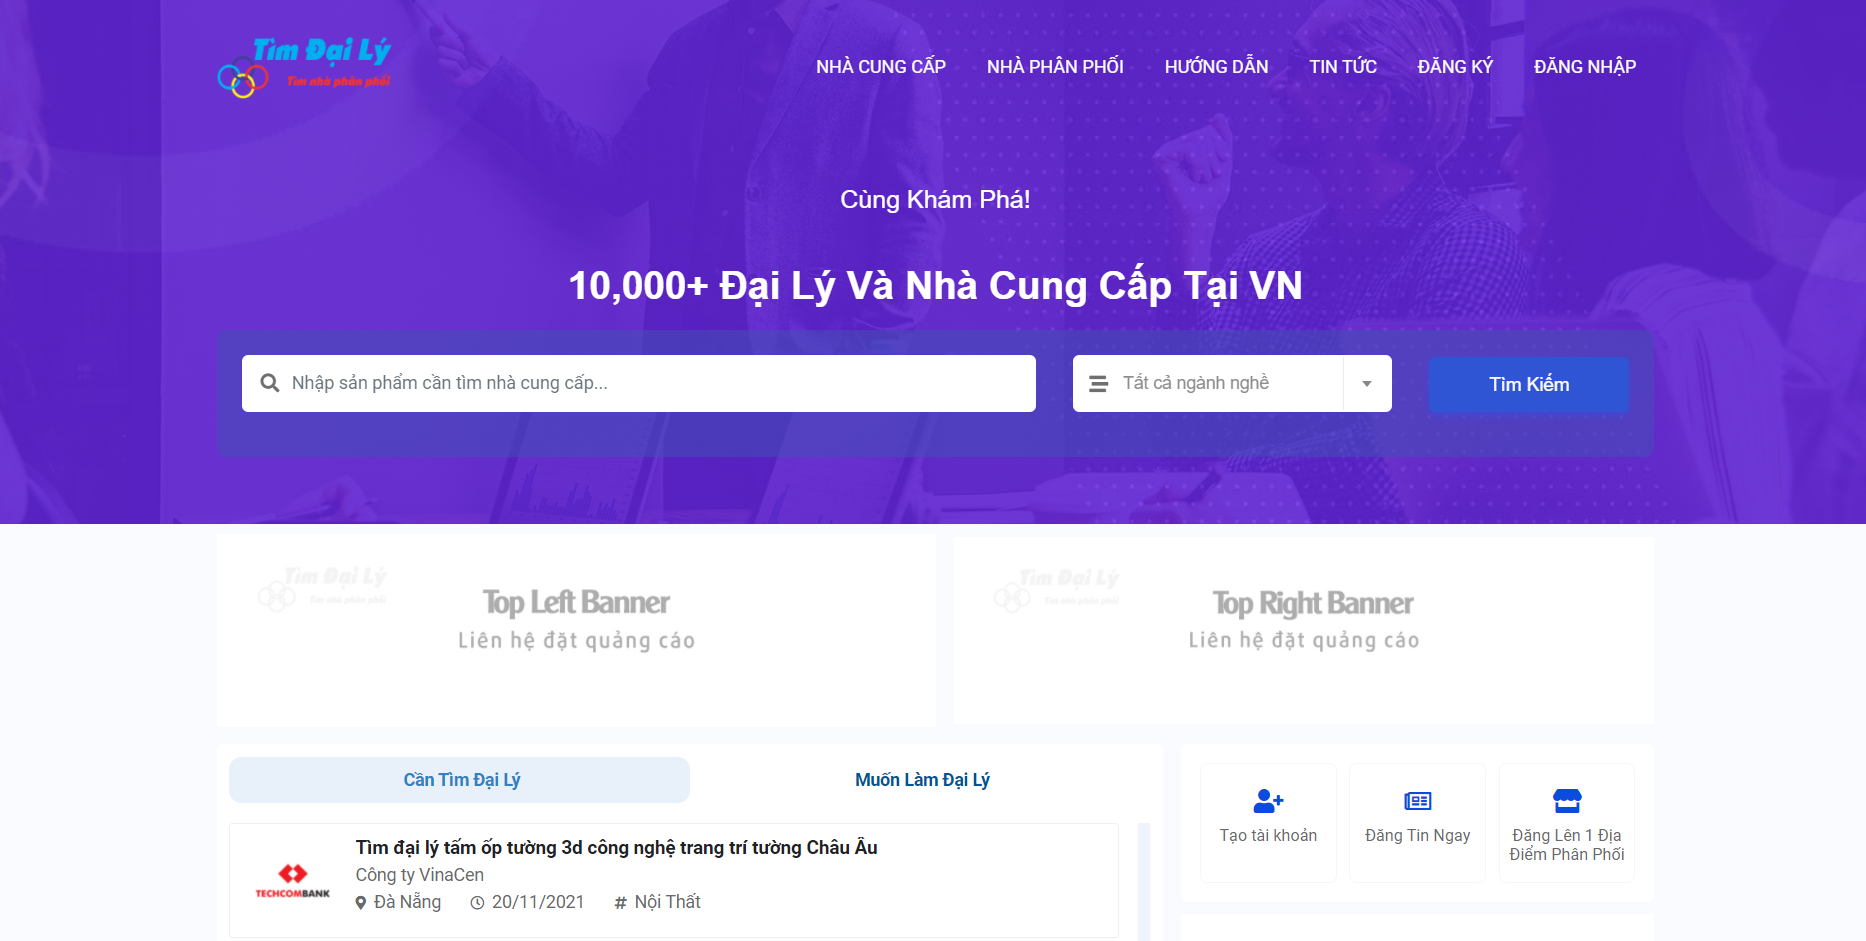 Tìm Đại Lý
Tìm nhà phân phối
NHÀ CUNG CẤP NHÀ PHÂN PHỐI HƯỚNG DẪN TIN TỨC ĐĂNG KÝ ĐĂNG NHẬP
Cùng Khám Phá!
10,000+ Đại Lý Và Nhà Cung Cấp Tại VN
Nhập sản phẩm cần tìm nhà cung cấp... Tất cả ngành nghề Tìm Kiếm
Tìm Đại Lý
Tìm nhà phân phối
Top Left Banner
Liên hệ đặt quảng cáo
Tìm Đại Lý
Tìm nhà phân phối
Top Right Banner
Liên hệ đặt quảng cáo
Cần Tìm Đại Lý Muốn Làm Đại Lý
TECHCOMBANK
Tìm đại lý tấm ốp tường 3d công nghệ trang trí tường Châu Âu
Công ty VinaCen
Đà Nẵng 20/11/2021 # Nội Thất
Tạo tài khoản
Đăng Tin Ngay
Đăng Lên 1 Địa
Điểm Phân Phối